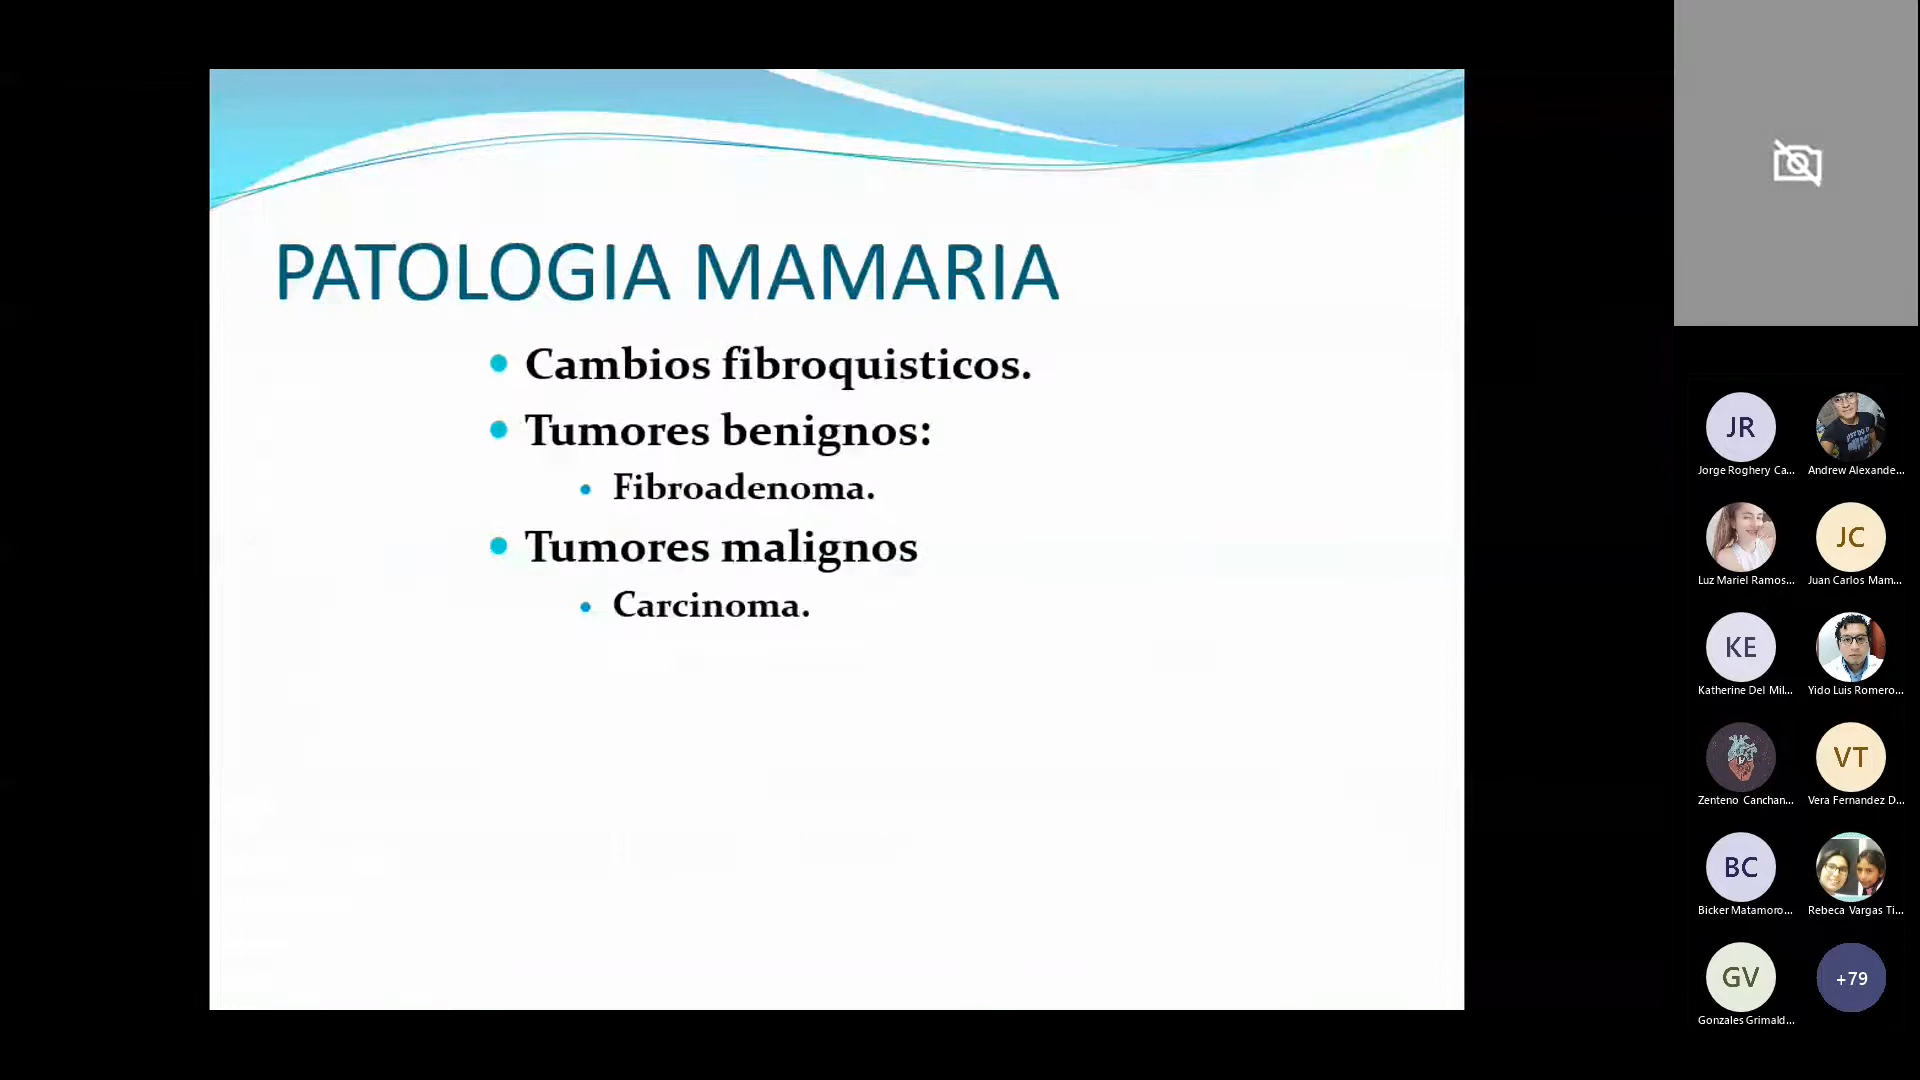 PATOLOGIA MAMARIA
Cambios fibroquisticos.
Tumores benignos:
Fibroadenoma.
Tumores malignos
Carcinoma.
JR
Jorge Roghery Ca...
Andrew Alexande...
Luz Mariel Ramos...
JC
Juan Carlos Mam...
KE
Katherine Del Mil...
Yido Luis Romero...
Zenteno Canchan...
VT
Vera Fernandez D...
BC
Bicker Matamoro...
Rebeca Vargas Ti...
GV
Gonzales Grimald...
+79